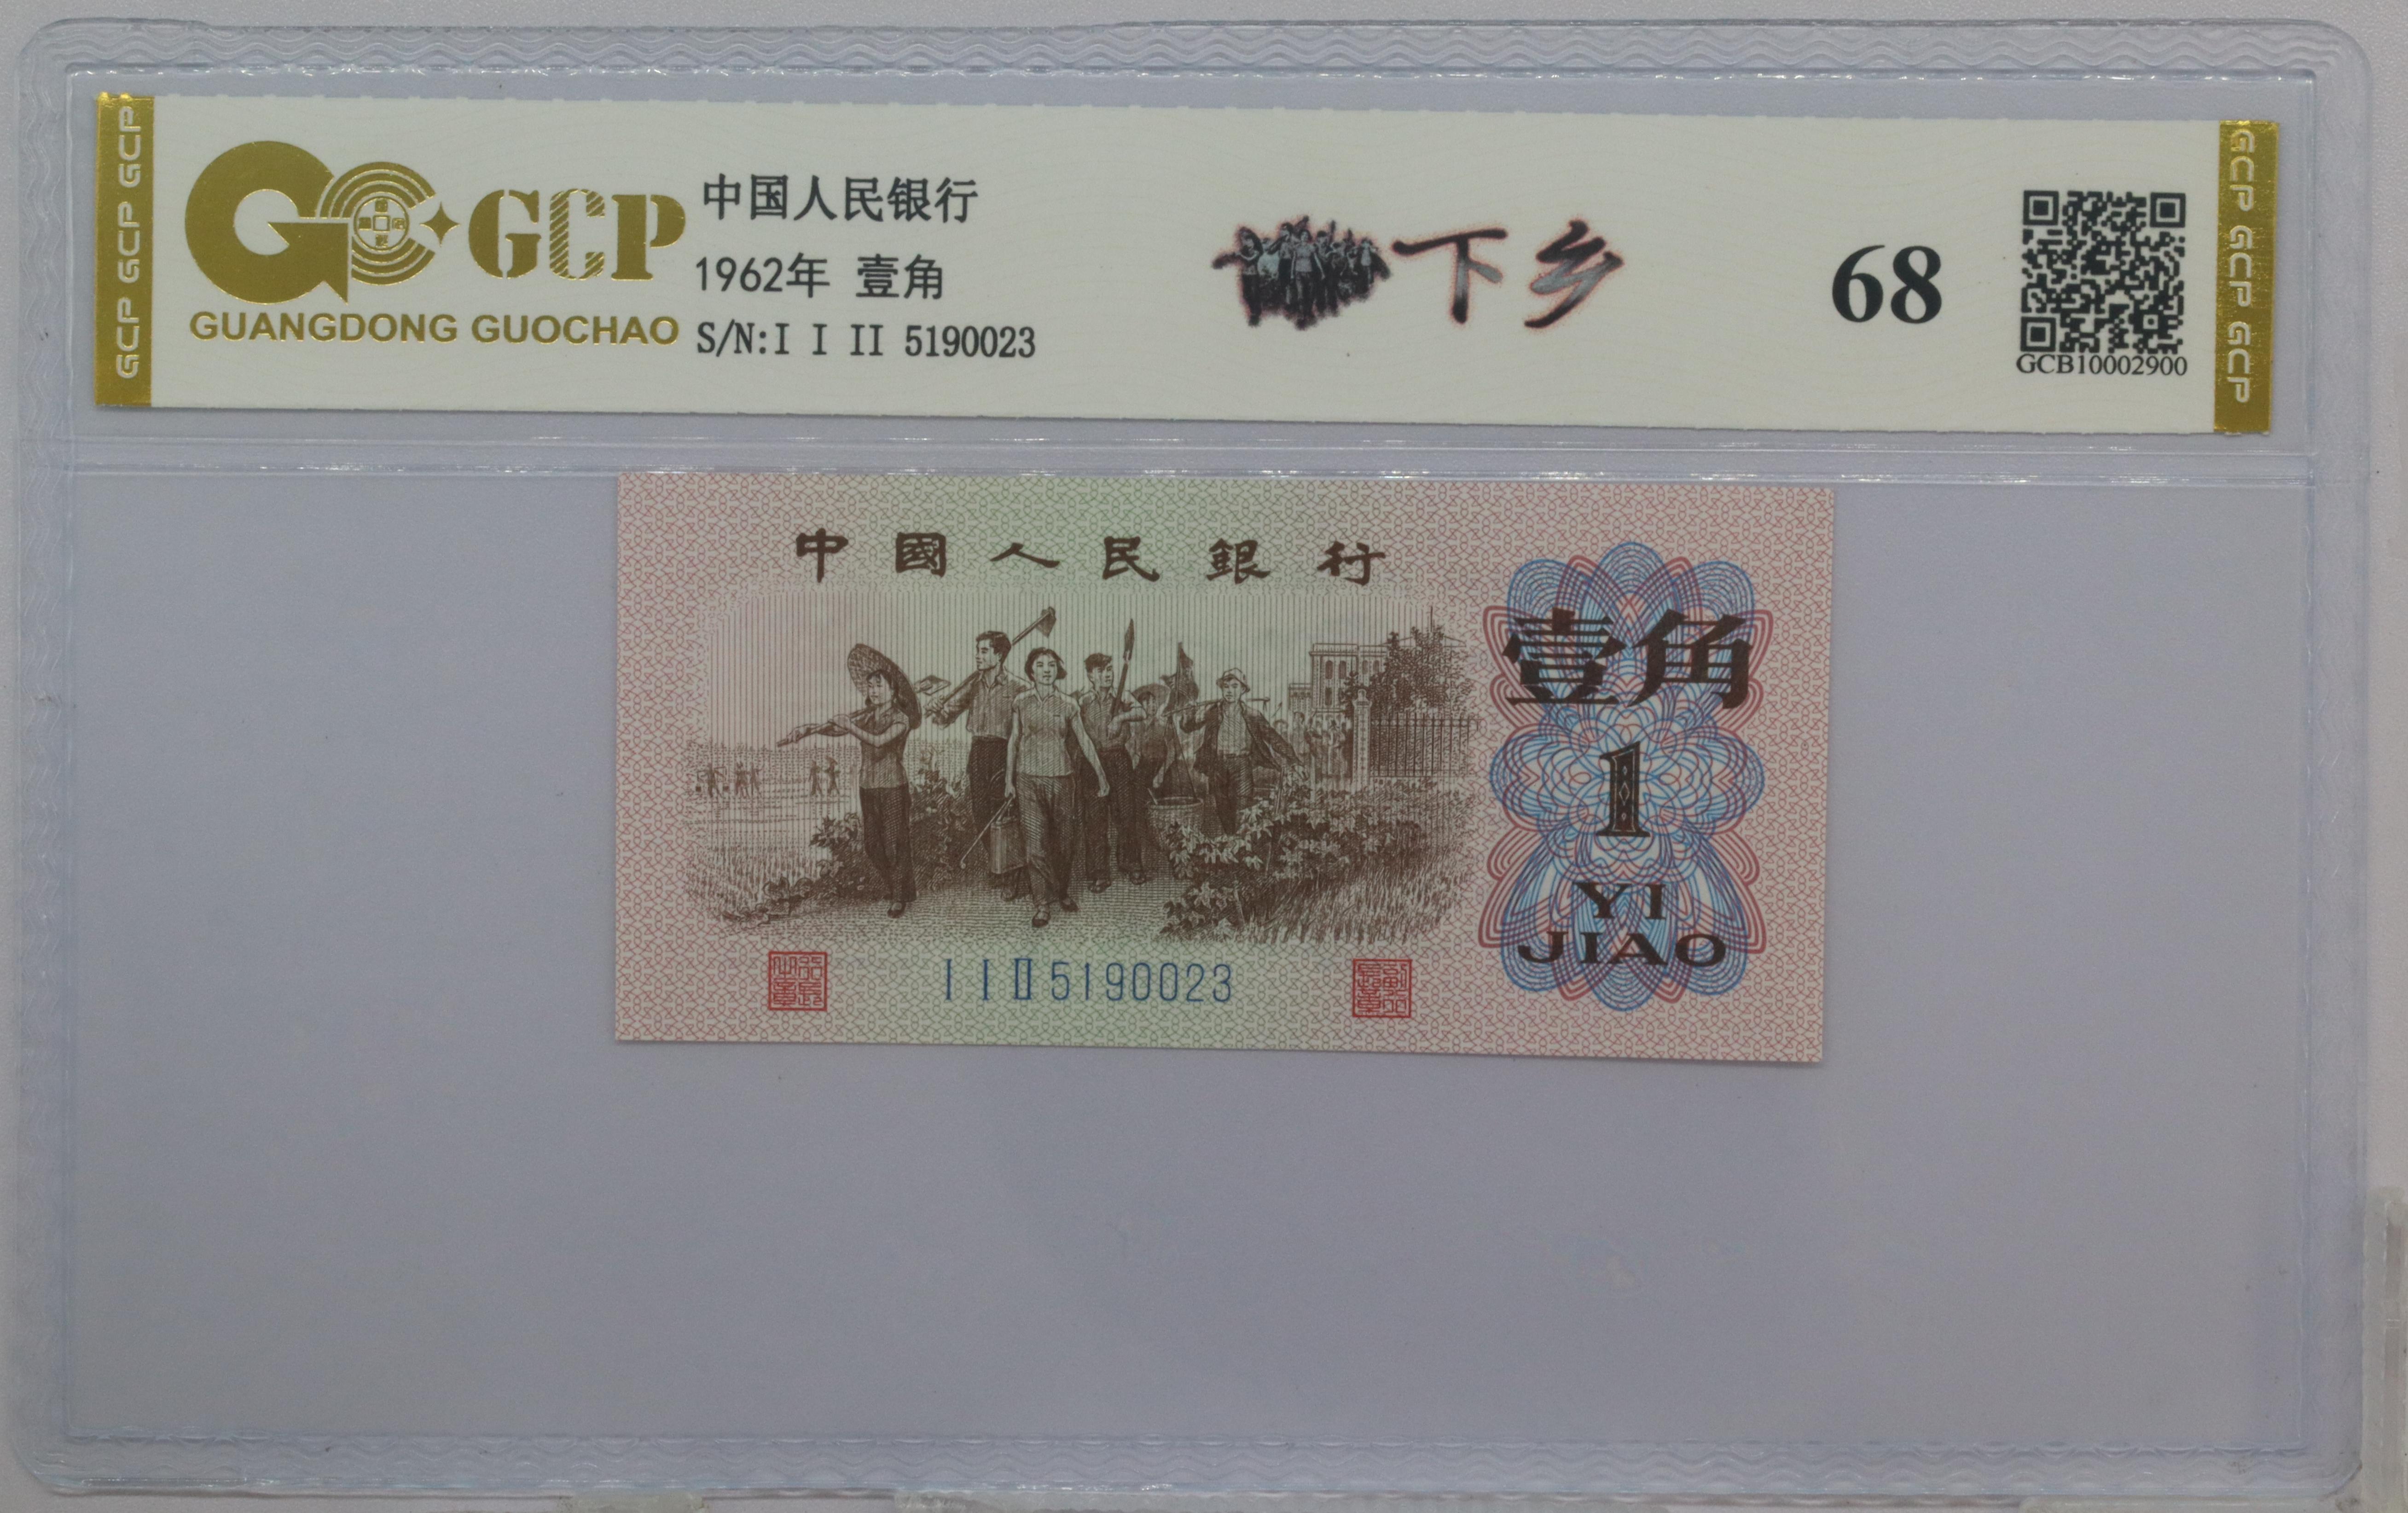 GCP GCP GCP
GCP
GUANGDONG GUOCHAO
中国人民银行
1962年 壹角
S/N:I I II 5190023
下乡
68
GCB10002900
GCP GCP GCP
中國人民銀行
壹角
1
YI
JIAO
I I II 5190023